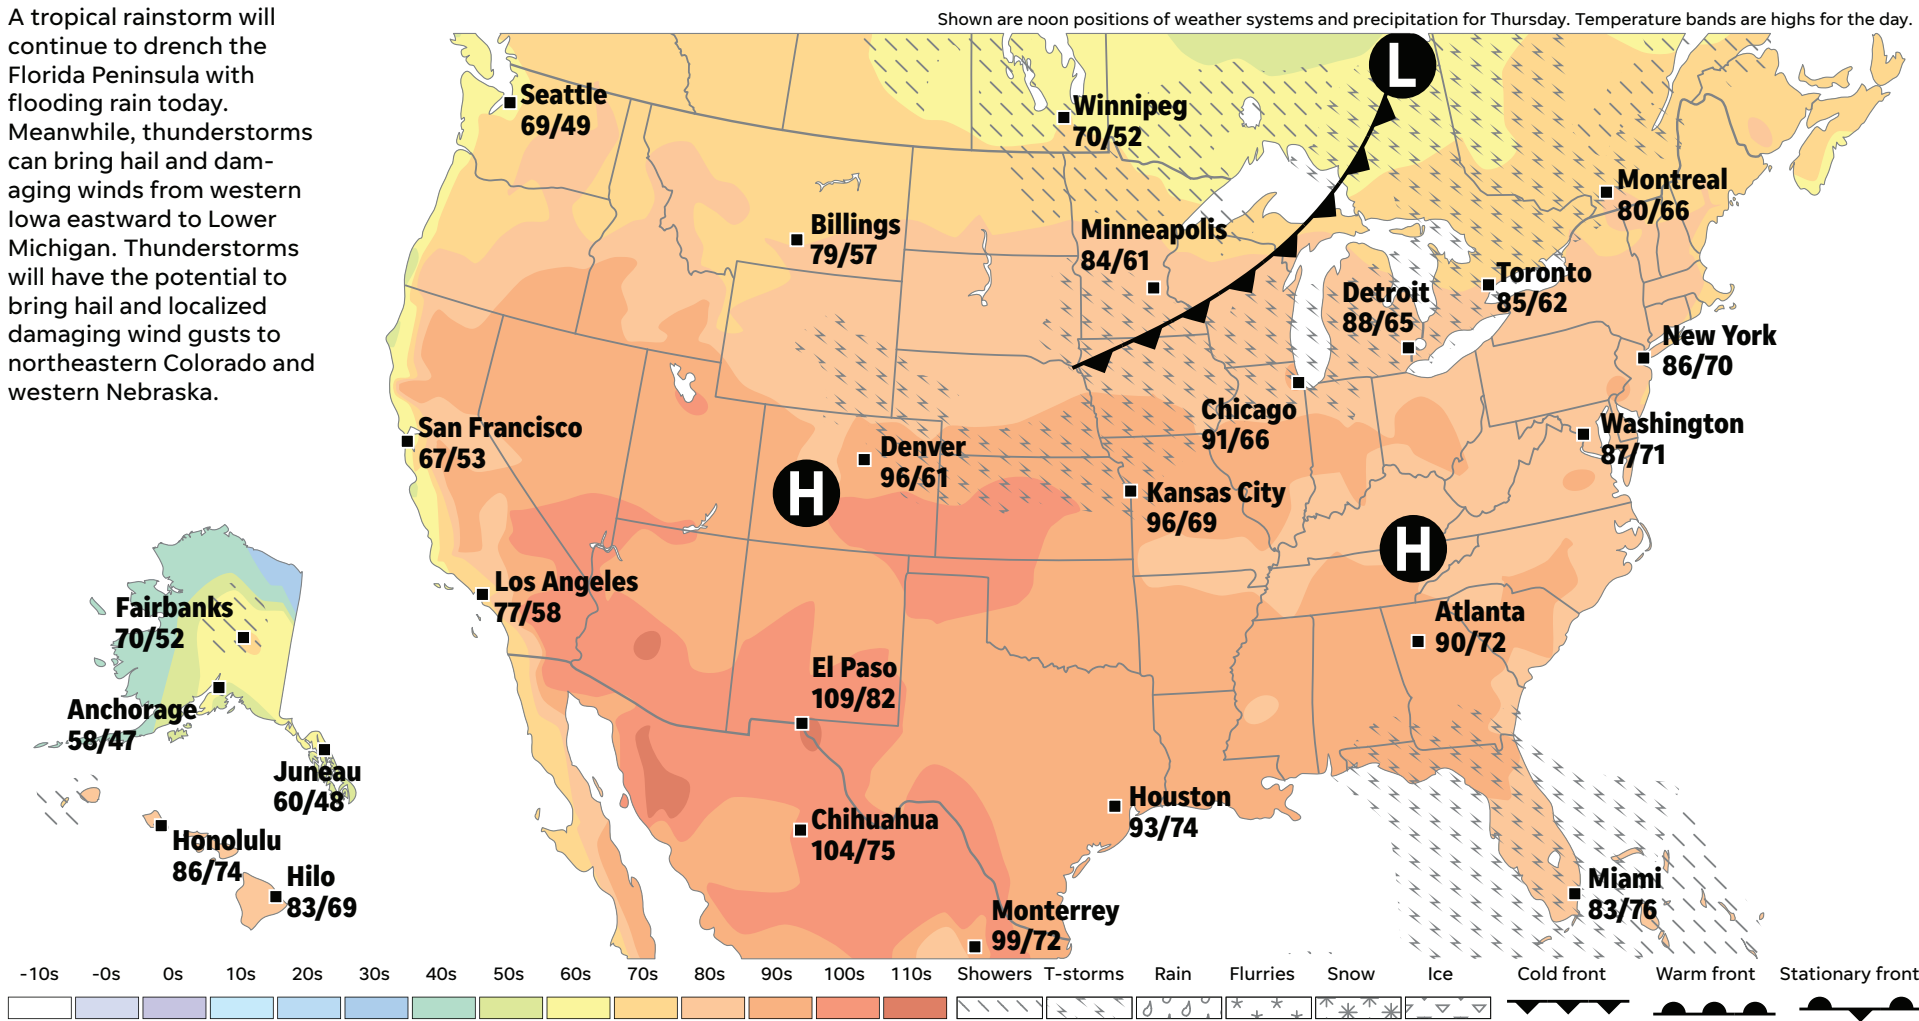 A tropical rainstorm will
continue to drench the
Florida Peninsula with
flooding rain today.
Meanwhile, thunderstorms
can bring hail and dam-
aging winds from western
Iowa eastward to Lower
Michigan. Thunderstorms
will have the potential to
bring hail and localized
damaging wind gusts to
northeastern Colorado and
western Nebraska.
Shown are noon positions of weather systems and precipitation for Thursday. Temperature bands are highs for the day.
L
Seattle
69/49
Winnipeg
70/52
Montreal
80/66
Billings
79/57
Minneapolis
84/61
Toronto
85/62
Detroit
88/65
New York
86/70
San Francisco
67/53
Chicago
91/66
Washington
87/71
Denver
96/61
H
Kansas City
96/69
H
Los Angeles
77/58
Atlanta
90/72
Fairbanks
70/52
El Paso
109/82
Anchorage
58/47
Juneau
60/48
Houston
93/74
Chihuahua
104/75
Honolulu
86/74
Hilo
83/69
Miami
83/76
Monterrey
99/72
-10s -0s 0s 10s 20s 30s 40s 50s 60s 70s 80s 90s 100s 110s Showers T-storms Rain Flurries Snow Ice Cold front Warm front Stationary front